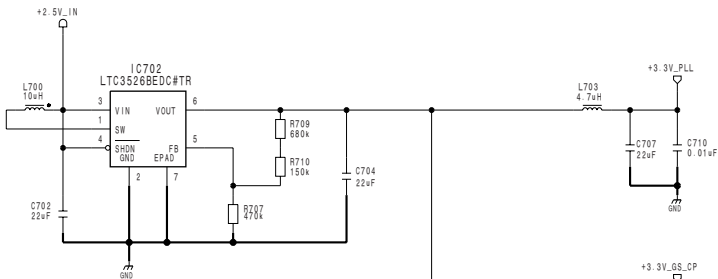 +2.5V_IN
IC702
LTC3526BEDC#TR
L700
10uH
3
VIN
VOUT
6
1
SW
4
SHDN
FB
5
GND
EPAD
2
7
R709
680k
R710
150k
R707
470k
C702
22uF
C704
22uF
GND
L703
4.7uH
+3.3V_PLL
C707
22uF
C710
0.01uF
GND
+3.3V_GS_CP